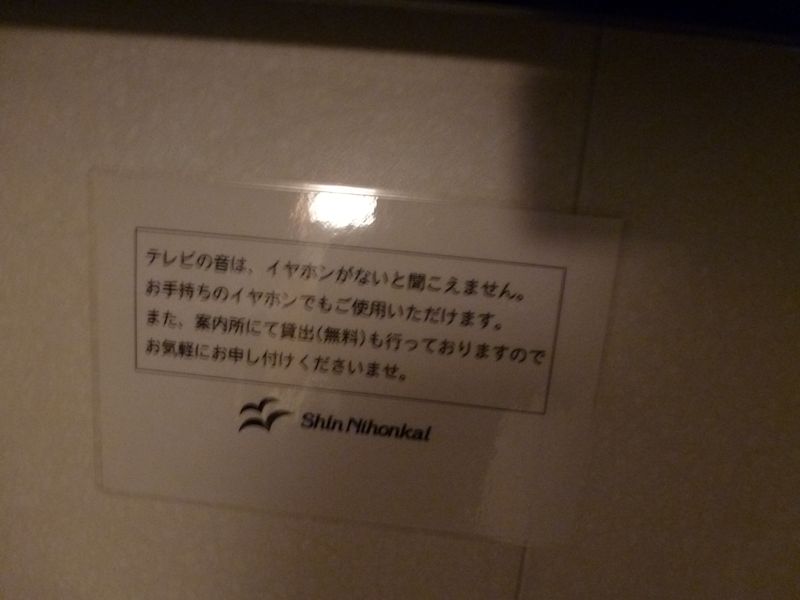 テレビの音は、イヤホンがないと聞こえません。
お手持ちのイヤホンでもご使用いただけます。
また、案内所にて貸出(無料)も行っておりますので
お気軽にお申し付けくださいませ。
Shin Nihonkai